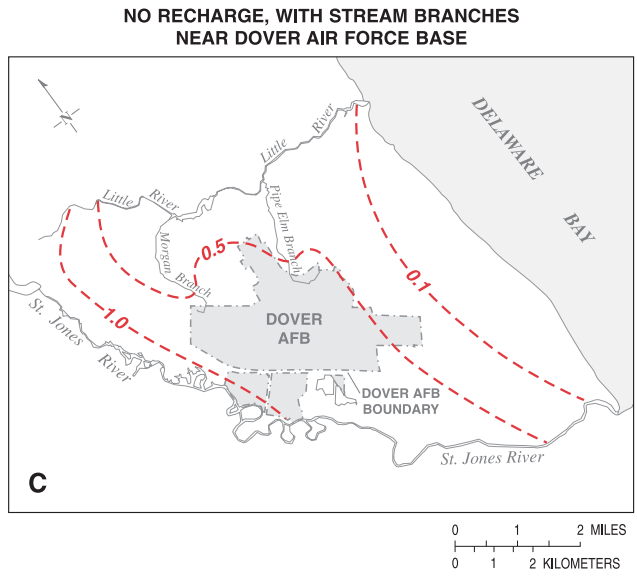 NO RECHARGE, WITH STREAM BRANCHES
NEAR DOVER AIR FORCE BASE
N
DELAWARE
BAY
Little
River
Little
River
Pipe Elm Branch
Morgan
Branch
0.5
0.1
1.0
St. Jones
River
DOVER
AFB
DOVER AFB
BOUNDARY
St. Jones River
C
0 1 2 MILES
0 1 2 KILOMETERS